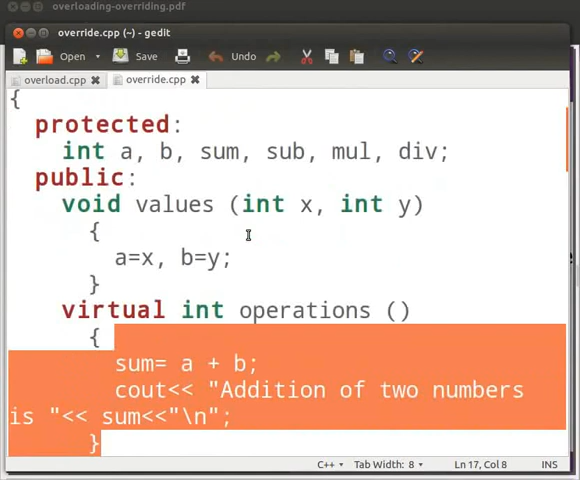 overloading-overriding.pdf
override.cpp (~) - gedit
Open Save Undo
overload.cpp override.cpp
{
protected:
int a, b, sum, sub, mul, div;
public:
void values (int x, int y)
{
a=x, b=y;
}
virtual int operations ()
{
sum= a + b;
cout<< "Addition of two numbers
is "<< sum<<"\n";
}
C++ Tab Width: 8 Ln 17, Col 8 INS